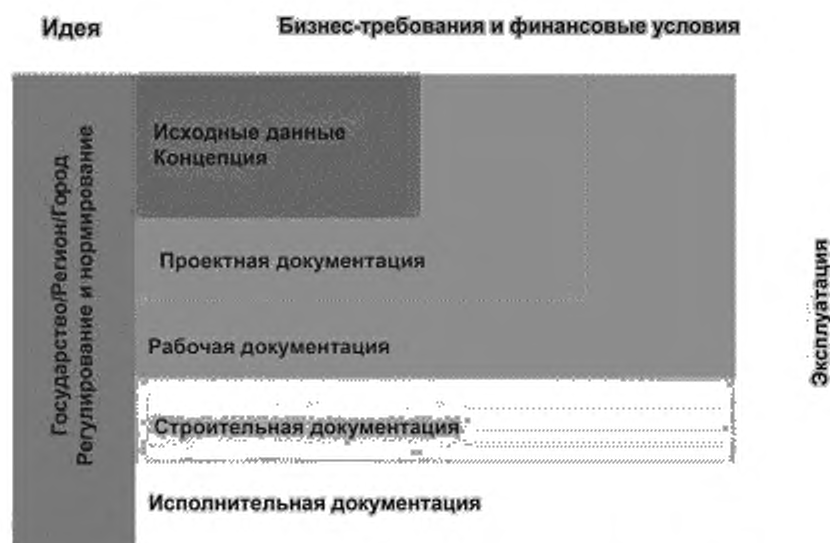 Идея
Бизнес-требования и финансовые условия
Государство/Регион/Город
Регулирование и нормирование
Исходные данные
Концепция
Проектная документация
Рабочая документация
Строительная документация
Исполнительная документация
Эксплуатация